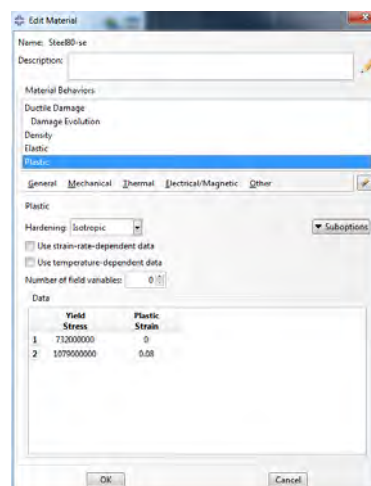 Edit Material
Name: Steel80-se
Description:
Material Behaviors
Ductile Damage
Damage Evolution
Density
Elastic
Plastic
General Mechanical Thermal Electrical/Magnetic Other
Plastic
Hardening: Isotropic
Suboptions
Use strain-rate-dependent data
Use temperature-dependent data
Number of field variables: 0
Data
Yield Stress Plastic Strain
1 732000000 0
2 1079000000 0.08
OK Cancel